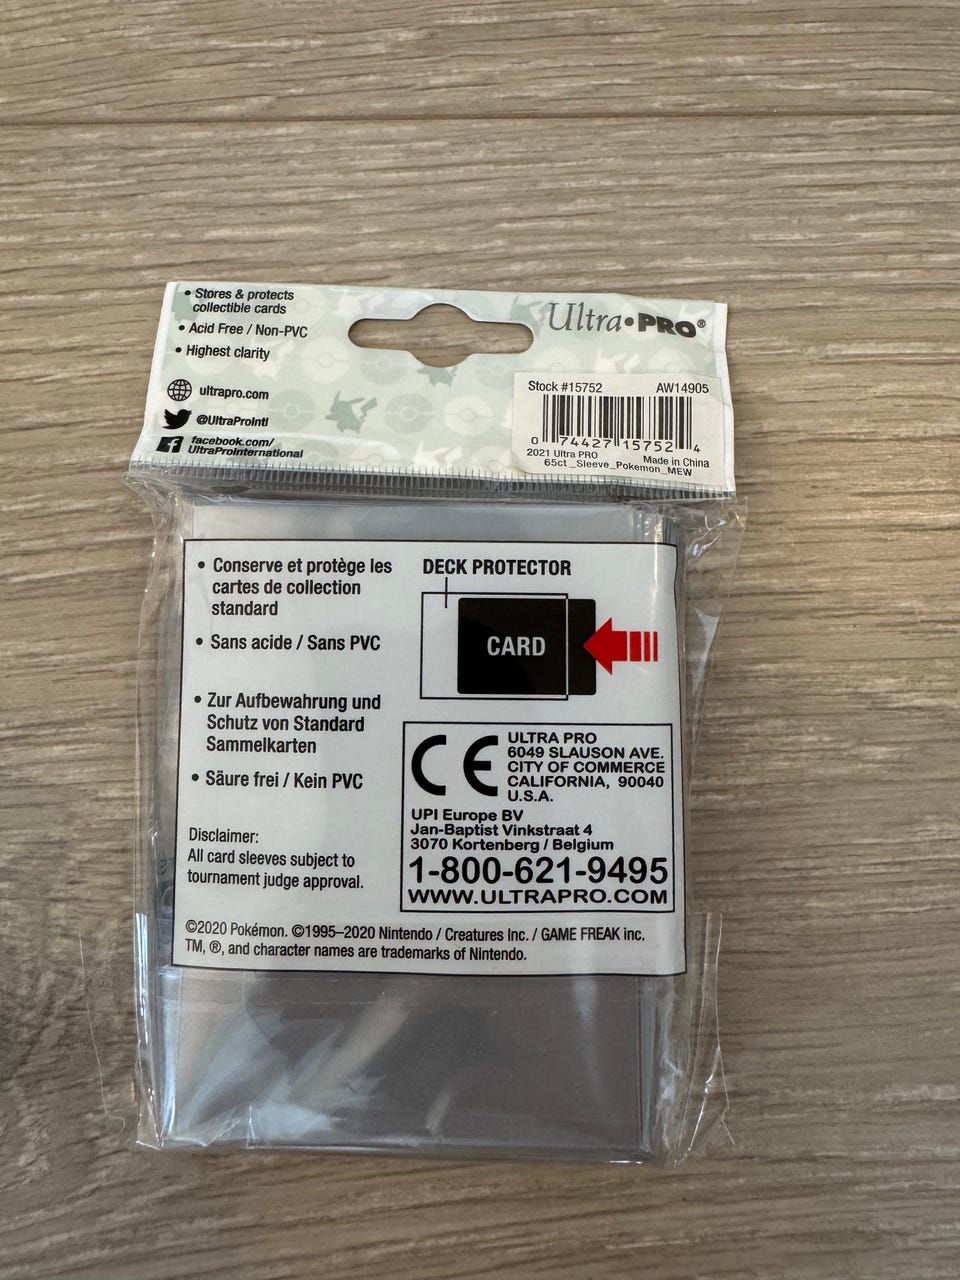 • Stores & protects
collectible cards
• Acid Free / Non-PVC
• Highest clarity
ultrapro.com
@UltraProIntl
facebook.com/
UltraProInternational
Ultra•PRO®
Stock #15752 AW14905
0 74427 15752 4
2021 Ultra PRO Made in China
65ct_Sleeve_Pokemon_MEW
• Conserve et protège les
cartes de collection
standard
• Sans acide / Sans PVC
• Zur Aufbewahrung und
Schutz von Standard
Sammelkarten
• Säure frei / Kein PVC
Disclaimer:
All card sleeves subject to
tournament judge approval.
DECK PROTECTOR
CARD
CE
ULTRA PRO
6049 SLAUSON AVE.
CITY OF COMMERCE
CALIFORNIA, 90040
U.S.A.
UPI Europe BV
Jan-Baptist Vinkstraat 4
3070 Kortenberg / Belgium
1-800-621-9495
WWW.ULTRAPRO.COM
©2020 Pokémon. ©1995–2020 Nintendo / Creatures Inc. / GAME FREAK inc.
TM, ®, and character names are trademarks of Nintendo.